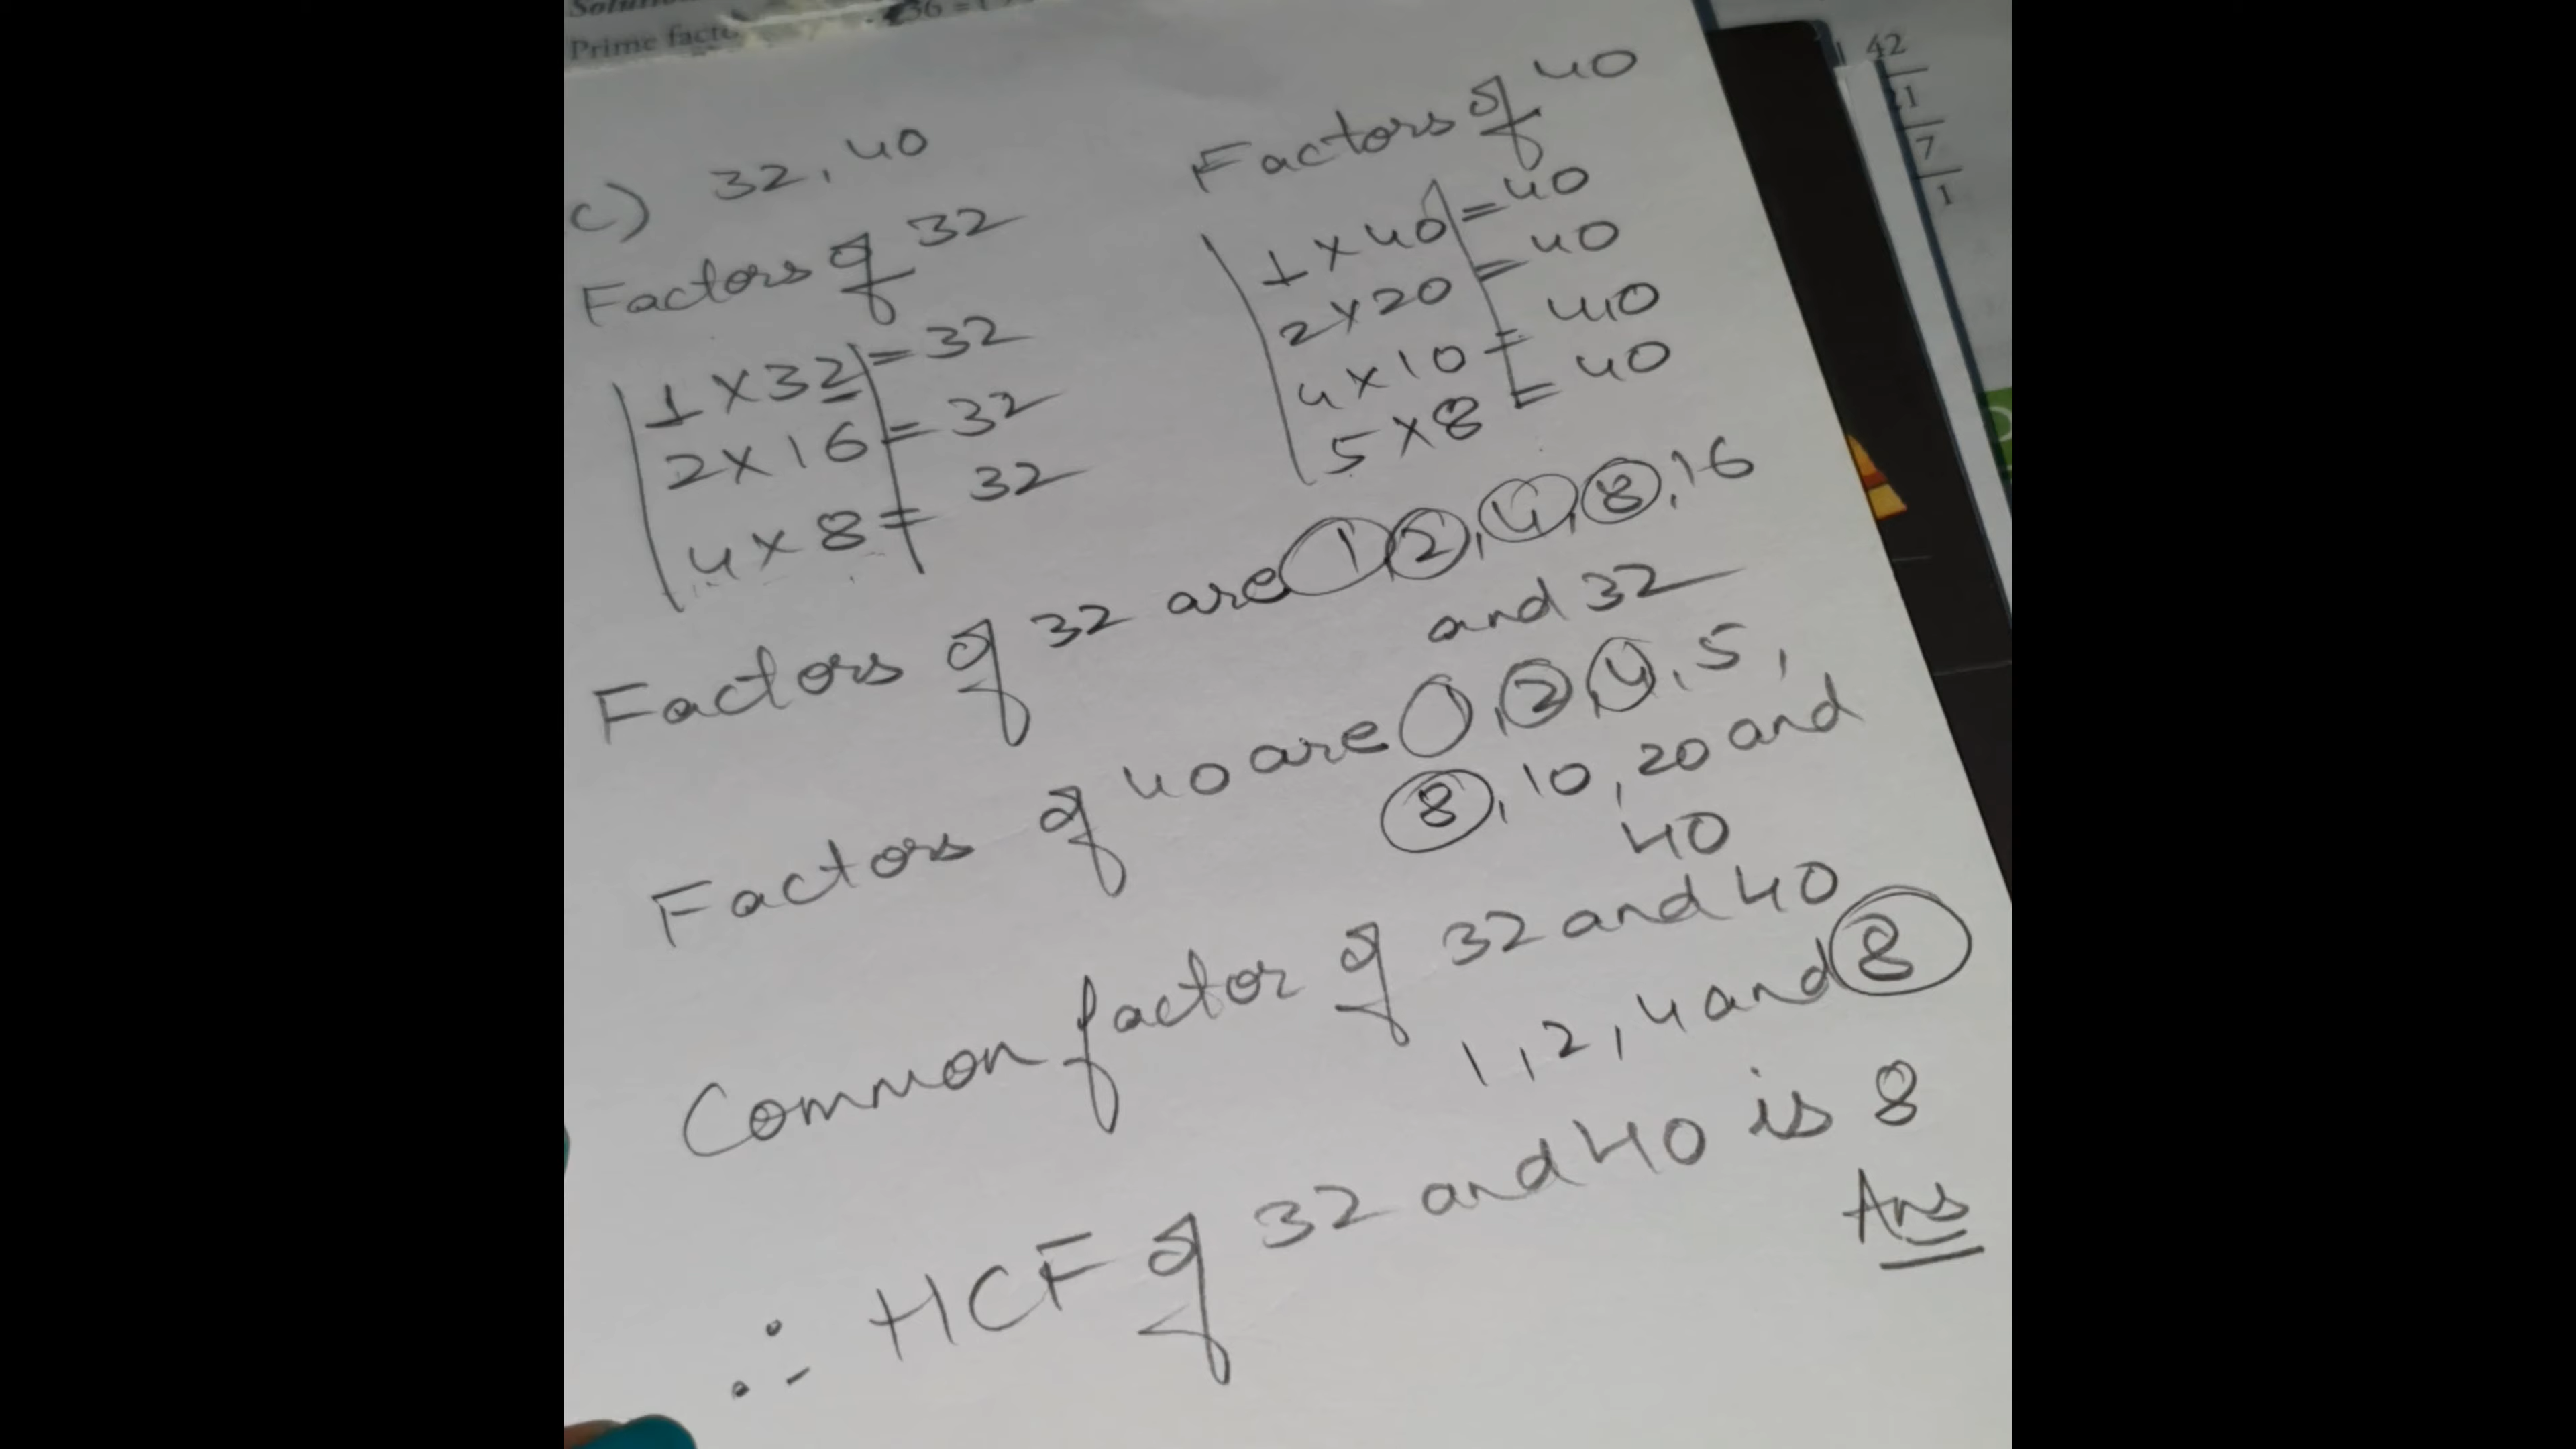 Prime facto
c) 32, 40
Factors of 32
1 × 32 = 32
2 × 16 = 32
4 × 8 = 32
Factors of 40
1 × 40 = 40
2 × 20 = 40
4 × 10 = 40
5 × 8 = 40
Factors of 32 are 1, 2, 4, 8, 16
and 32
Factors of 40 are 1, 2, 4, 5,
8, 10, 20 and
40
Common factor of 32 and 40
1, 2, 4 and 8
∴ HCF of 32 and 40 is 8
Ans
42
21
7
1